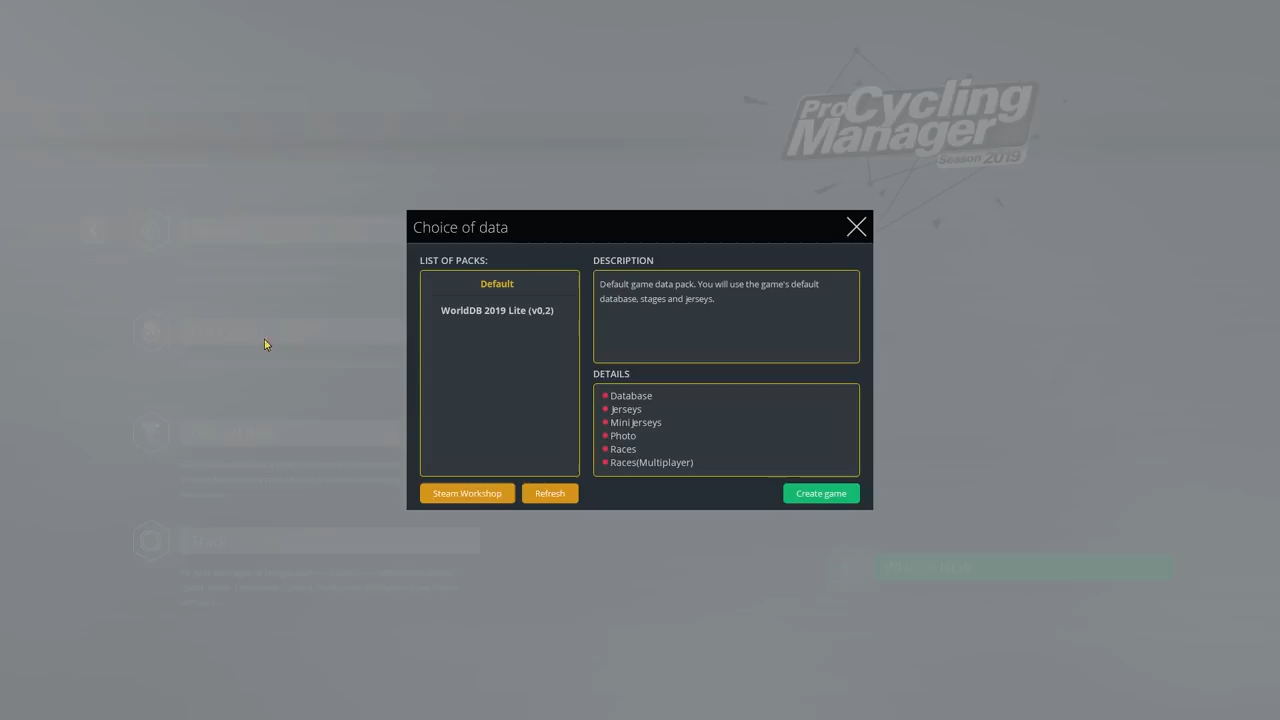 Pro Cycling
Manager
Season 2019
Choice of data
LIST OF PACKS:
Default
WorldDB 2019 Lite (v0,2)
Steam Workshop
Refresh
DESCRIPTION
Default game data pack. You will use the game's default
database, stages and jerseys.
DETAILS
Database
Jerseys
Mini Jerseys
Photo
Races
Races(Multiplayer)
Create game